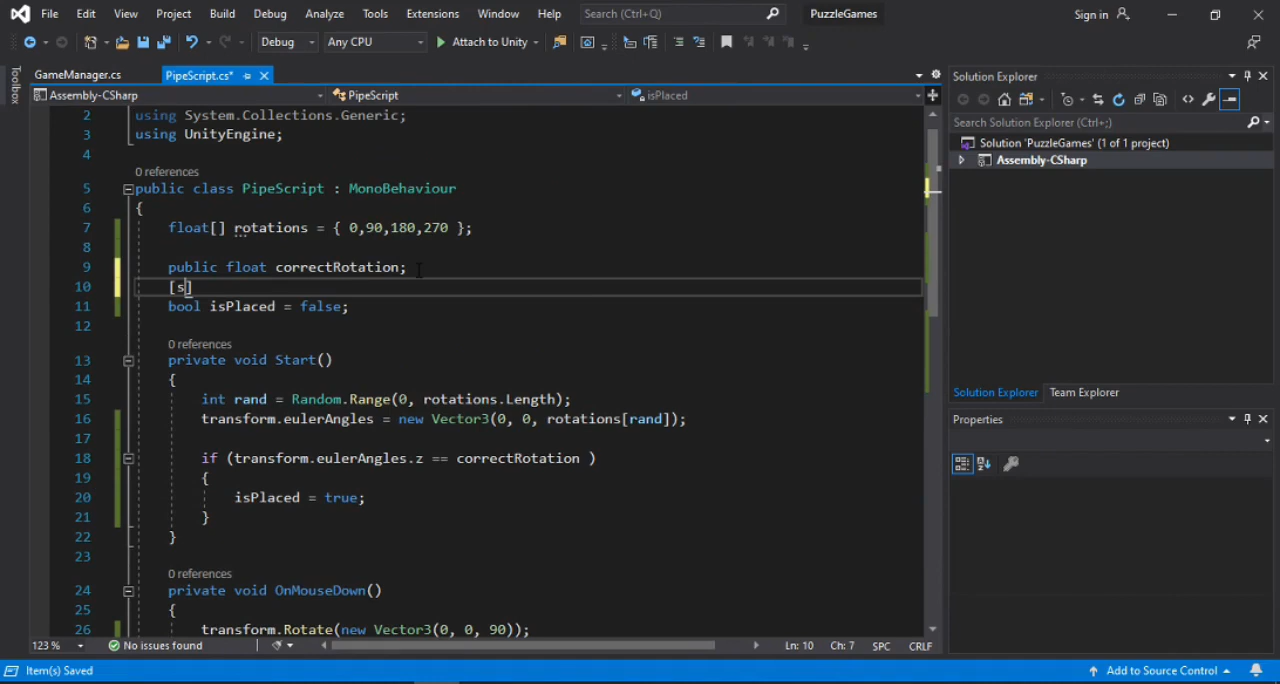 File Edit View Project Build Debug Analyze Tools Extensions Window Help Search (Ctrl+Q) PuzzleGames Sign in
Debug Any CPU Attach to Unity
Toolbox
GameManager.cs PipeScript.cs*
Assembly-CSharp PipeScript isPlaced
2 using System.Collections.Generic;
3 using UnityEngine;
4
0 references
5 public class PipeScript : MonoBehaviour
6 {
7 float[] rotations = { 0,90,180,270 };
8
9 public float correctRotation;
10 [s]
11 bool isPlaced = false;
12
0 references
13 private void Start()
14 {
15 int rand = Random.Range(0, rotations.Length);
16 transform.eulerAngles = new Vector3(0, 0, rotations[rand]);
17
18 if (transform.eulerAngles.z == correctRotation )
19 {
20 isPlaced = true;
21 }
22 }
23
0 references
24 private void OnMouseDown()
25 {
26 transform.Rotate(new Vector3(0, 0, 90));
123 % No issues found Ln: 10 Ch: 7 SPC CRLF
Solution Explorer
Search Solution Explorer (Ctrl+;)
Solution 'PuzzleGames' (1 of 1 project)
Assembly-CSharp
Solution Explorer Team Explorer
Properties
Item(s) Saved Add to Source Control